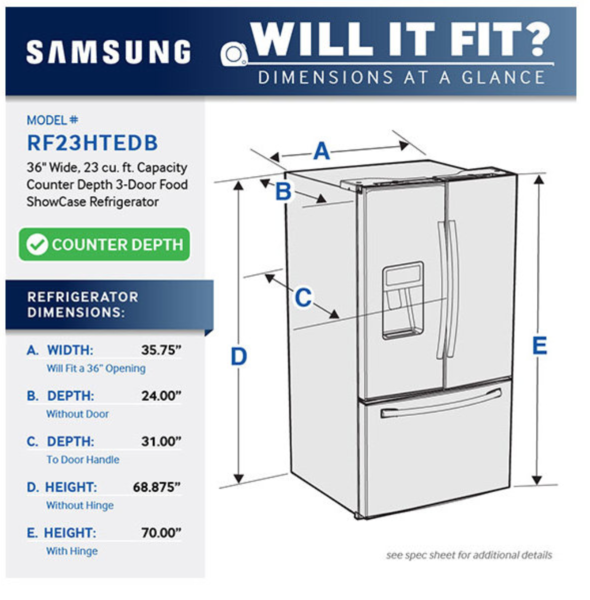 SAMSUNG
WILL IT FIT?
DIMENSIONS AT A GLANCE
MODEL #
RF23HTEDB
36" Wide, 23 cu. ft. Capacity
Counter Depth 3-Door Food
ShowCase Refrigerator
COUNTER DEPTH
REFRIGERATOR
DIMENSIONS:
A. WIDTH: 35.75"
Will Fit a 36" Opening
B. DEPTH: 24.00"
Without Door
C. DEPTH: 31.00"
To Door Handle
D. HEIGHT: 68.875"
Without Hinge
E. HEIGHT: 70.00"
With Hinge
A
B
C
D
E
see spec sheet for additional details